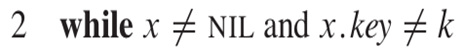 2 while x ≠ NIL and x.key ≠ k